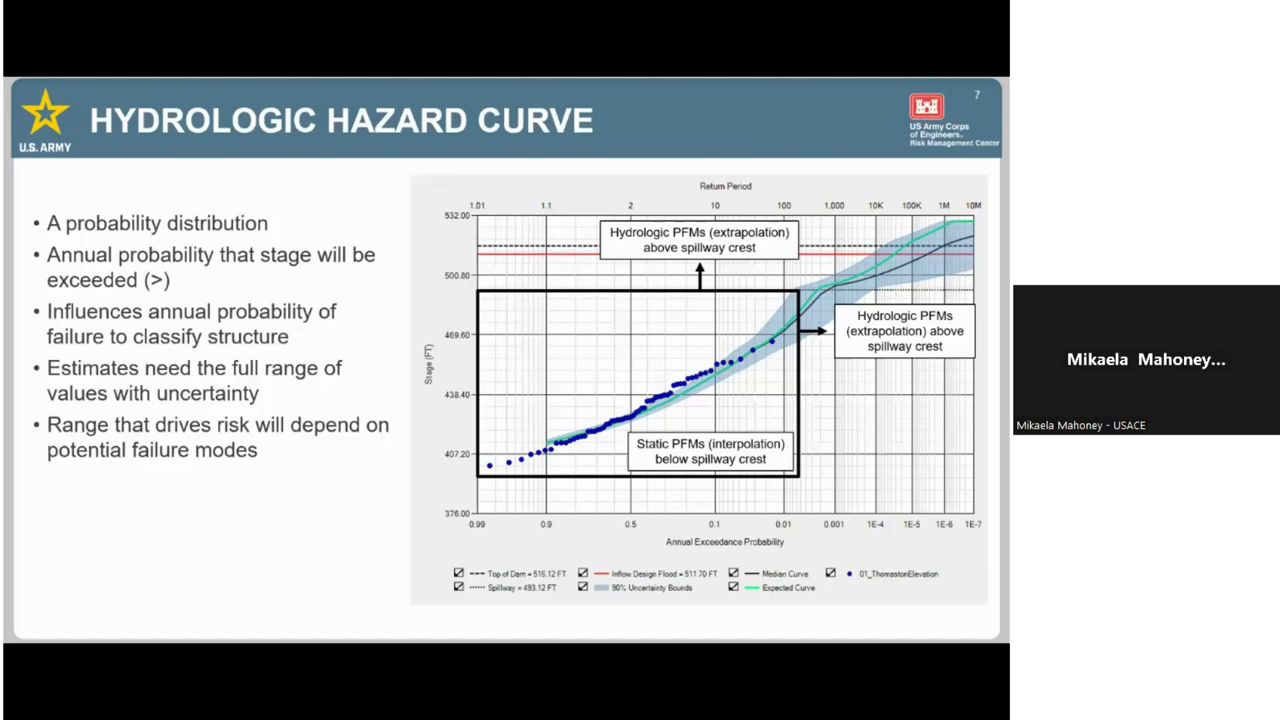 7
HYDROLOGIC HAZARD CURVE
U.S. ARMY
US Army Corps
of Engineers®
Risk Management Center
• A probability distribution
• Annual probability that stage will be
exceeded (>)
• Influences annual probability of
failure to classify structure
• Estimates need the full range of
values with uncertainty
• Range that drives risk will depend on
potential failure modes
Return Period
1.01 1.1 2 10 100 1,000 10K 100K 1M 10M
532.00
500.80
469.60
438.40
407.20
376.00
Stage (FT)
Hydrologic PFMs (extrapolation)
above spillway crest
Hydrologic PFMs
(extrapolation) above
spillway crest
Static PFMs (interpolation)
below spillway crest
0.99 0.9 0.5 0.1 0.01 0.001 1E-4 1E-5 1E-6 1E-7
Annual Exceedance Probability
Top of Dam = 516.12 FT Inflow Design Flood = 511.70 FT Median Curve 01_ThomastonElevation
Spillway = 493.12 FT 90% Uncertainty Bounds Expected Curve
Mikaela Mahoney...
Mikaela Mahoney - USACE